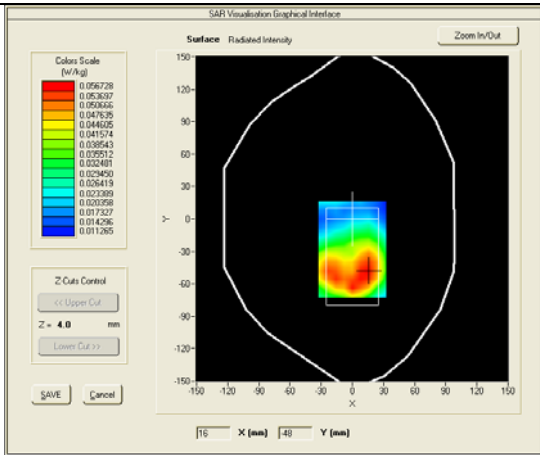 SAR Visualisation Graphical Interface
Surface Radiated Intensity
Zoom In/Out
Colors Scale
(W/kg)
0.056728
0.053697
0.050666
0.047635
0.044605
0.041574
0.038543
0.035512
0.032481
0.029450
0.026419
0.023389
0.020358
0.017327
0.014296
0.011265
150
120
90
60
30
0
-30
-60
-90
-120
-150
Y
-150 -120 -90 -60 -30 0 30 60 90 120 150
X
Z Cuts Control
<< Upper Cut
Z = 4.0 mm
Lower Cut >>
SAVE Cancel
16 X (mm) -48 Y (mm)